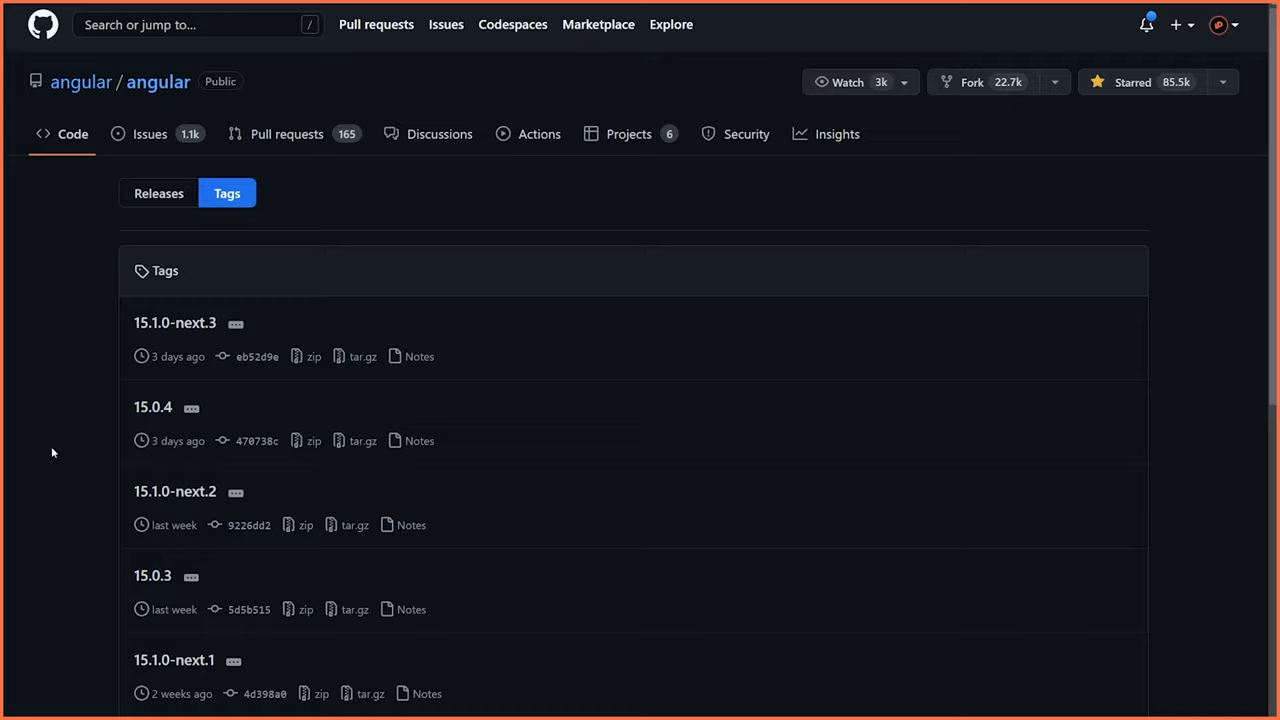 Search or jump to... / Pull requests Issues Codespaces Marketplace Explore
angular / angular Public Watch 3k Fork 22.7k Starred 85.5k
Code Issues 1.1k Pull requests 165 Discussions Actions Projects 6 Security Insights
Releases Tags
Tags
15.1.0-next.3
3 days ago eb52d9e zip tar.gz Notes
15.0.4
3 days ago 470738c zip tar.gz Notes
15.1.0-next.2
last week 9226dd2 zip tar.gz Notes
15.0.3
last week 5d5b515 zip tar.gz Notes
15.1.0-next.1
2 weeks ago 4d398a0 zip tar.gz Notes